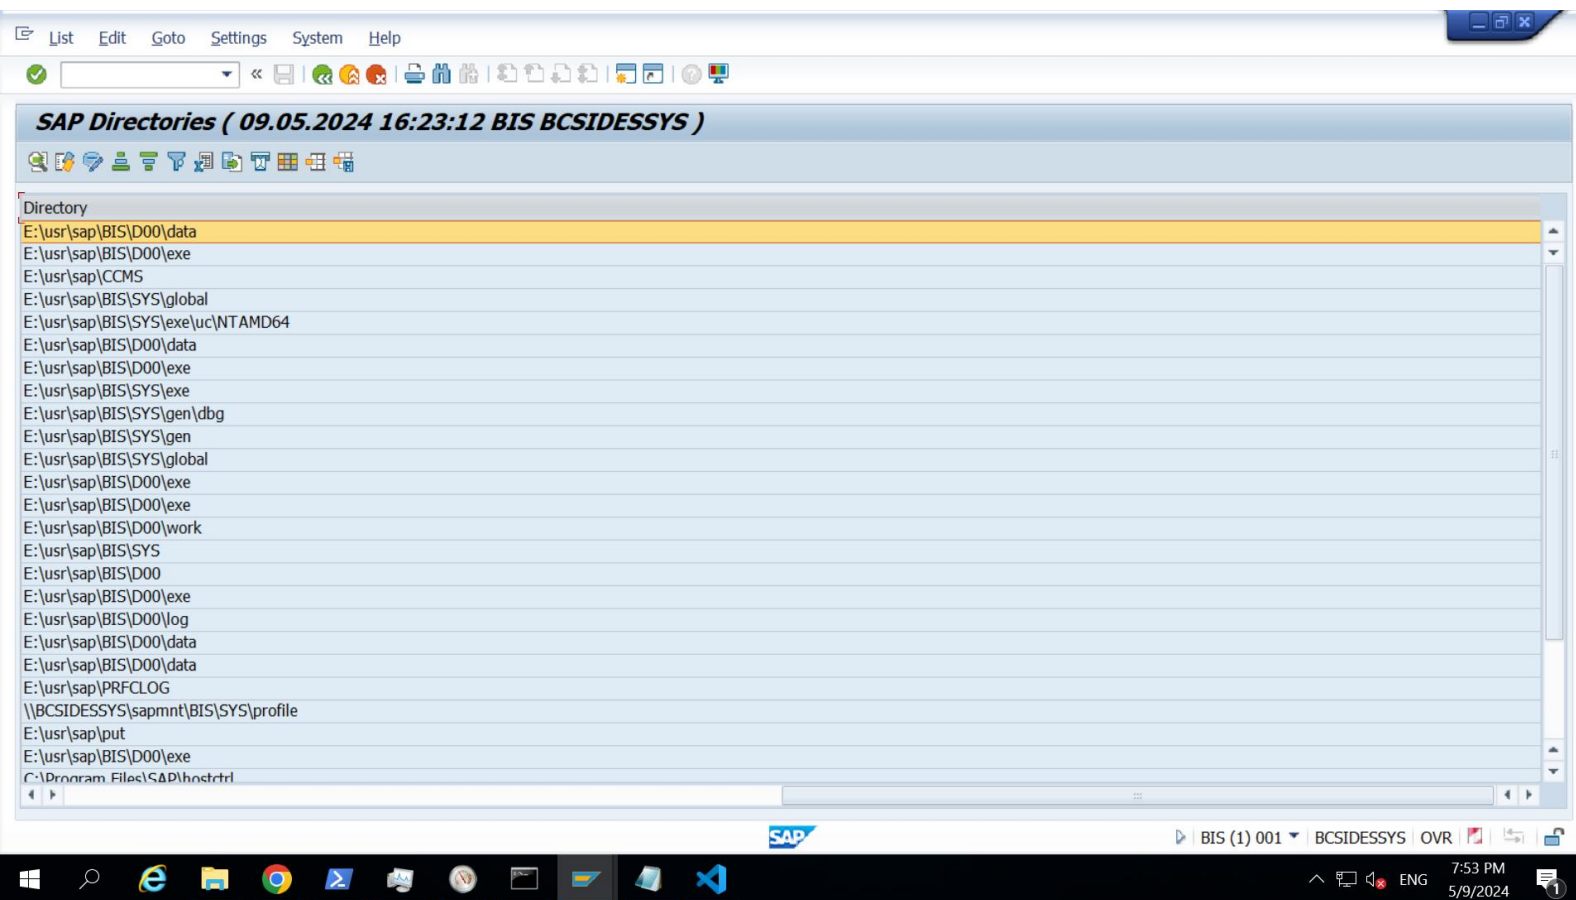 List Edit Goto Settings System Help
SAP Directories ( 09.05.2024 16:23:12 BIS BCSIDESSYS )
Directory
E:\usr\sap\BIS\D00\data
E:\usr\sap\BIS\D00\exe
E:\usr\sap\CCMS
E:\usr\sap\BIS\SYS\global
E:\usr\sap\BIS\SYS\exe\uc\NTAMD64
E:\usr\sap\BIS\D00\data
E:\usr\sap\BIS\D00\exe
E:\usr\sap\BIS\SYS\exe
E:\usr\sap\BIS\SYS\gen\dbg
E:\usr\sap\BIS\SYS\gen
E:\usr\sap\BIS\SYS\global
E:\usr\sap\BIS\D00\exe
E:\usr\sap\BIS\D00\exe
E:\usr\sap\BIS\D00\work
E:\usr\sap\BIS\SYS
E:\usr\sap\BIS\D00
E:\usr\sap\BIS\D00\exe
E:\usr\sap\BIS\D00\log
E:\usr\sap\BIS\D00\data
E:\usr\sap\BIS\D00\data
E:\usr\sap\PRFCLOG
\\BCSIDESSYS\sapmnt\BIS\SYS\profile
E:\usr\sap\put
E:\usr\sap\BIS\D00\exe
C:\Program Files\SAP\hostctrl
SAP BIS (1) 001 BCSIDESSYS OVR
ENG 7:53 PM
5/9/2024 1